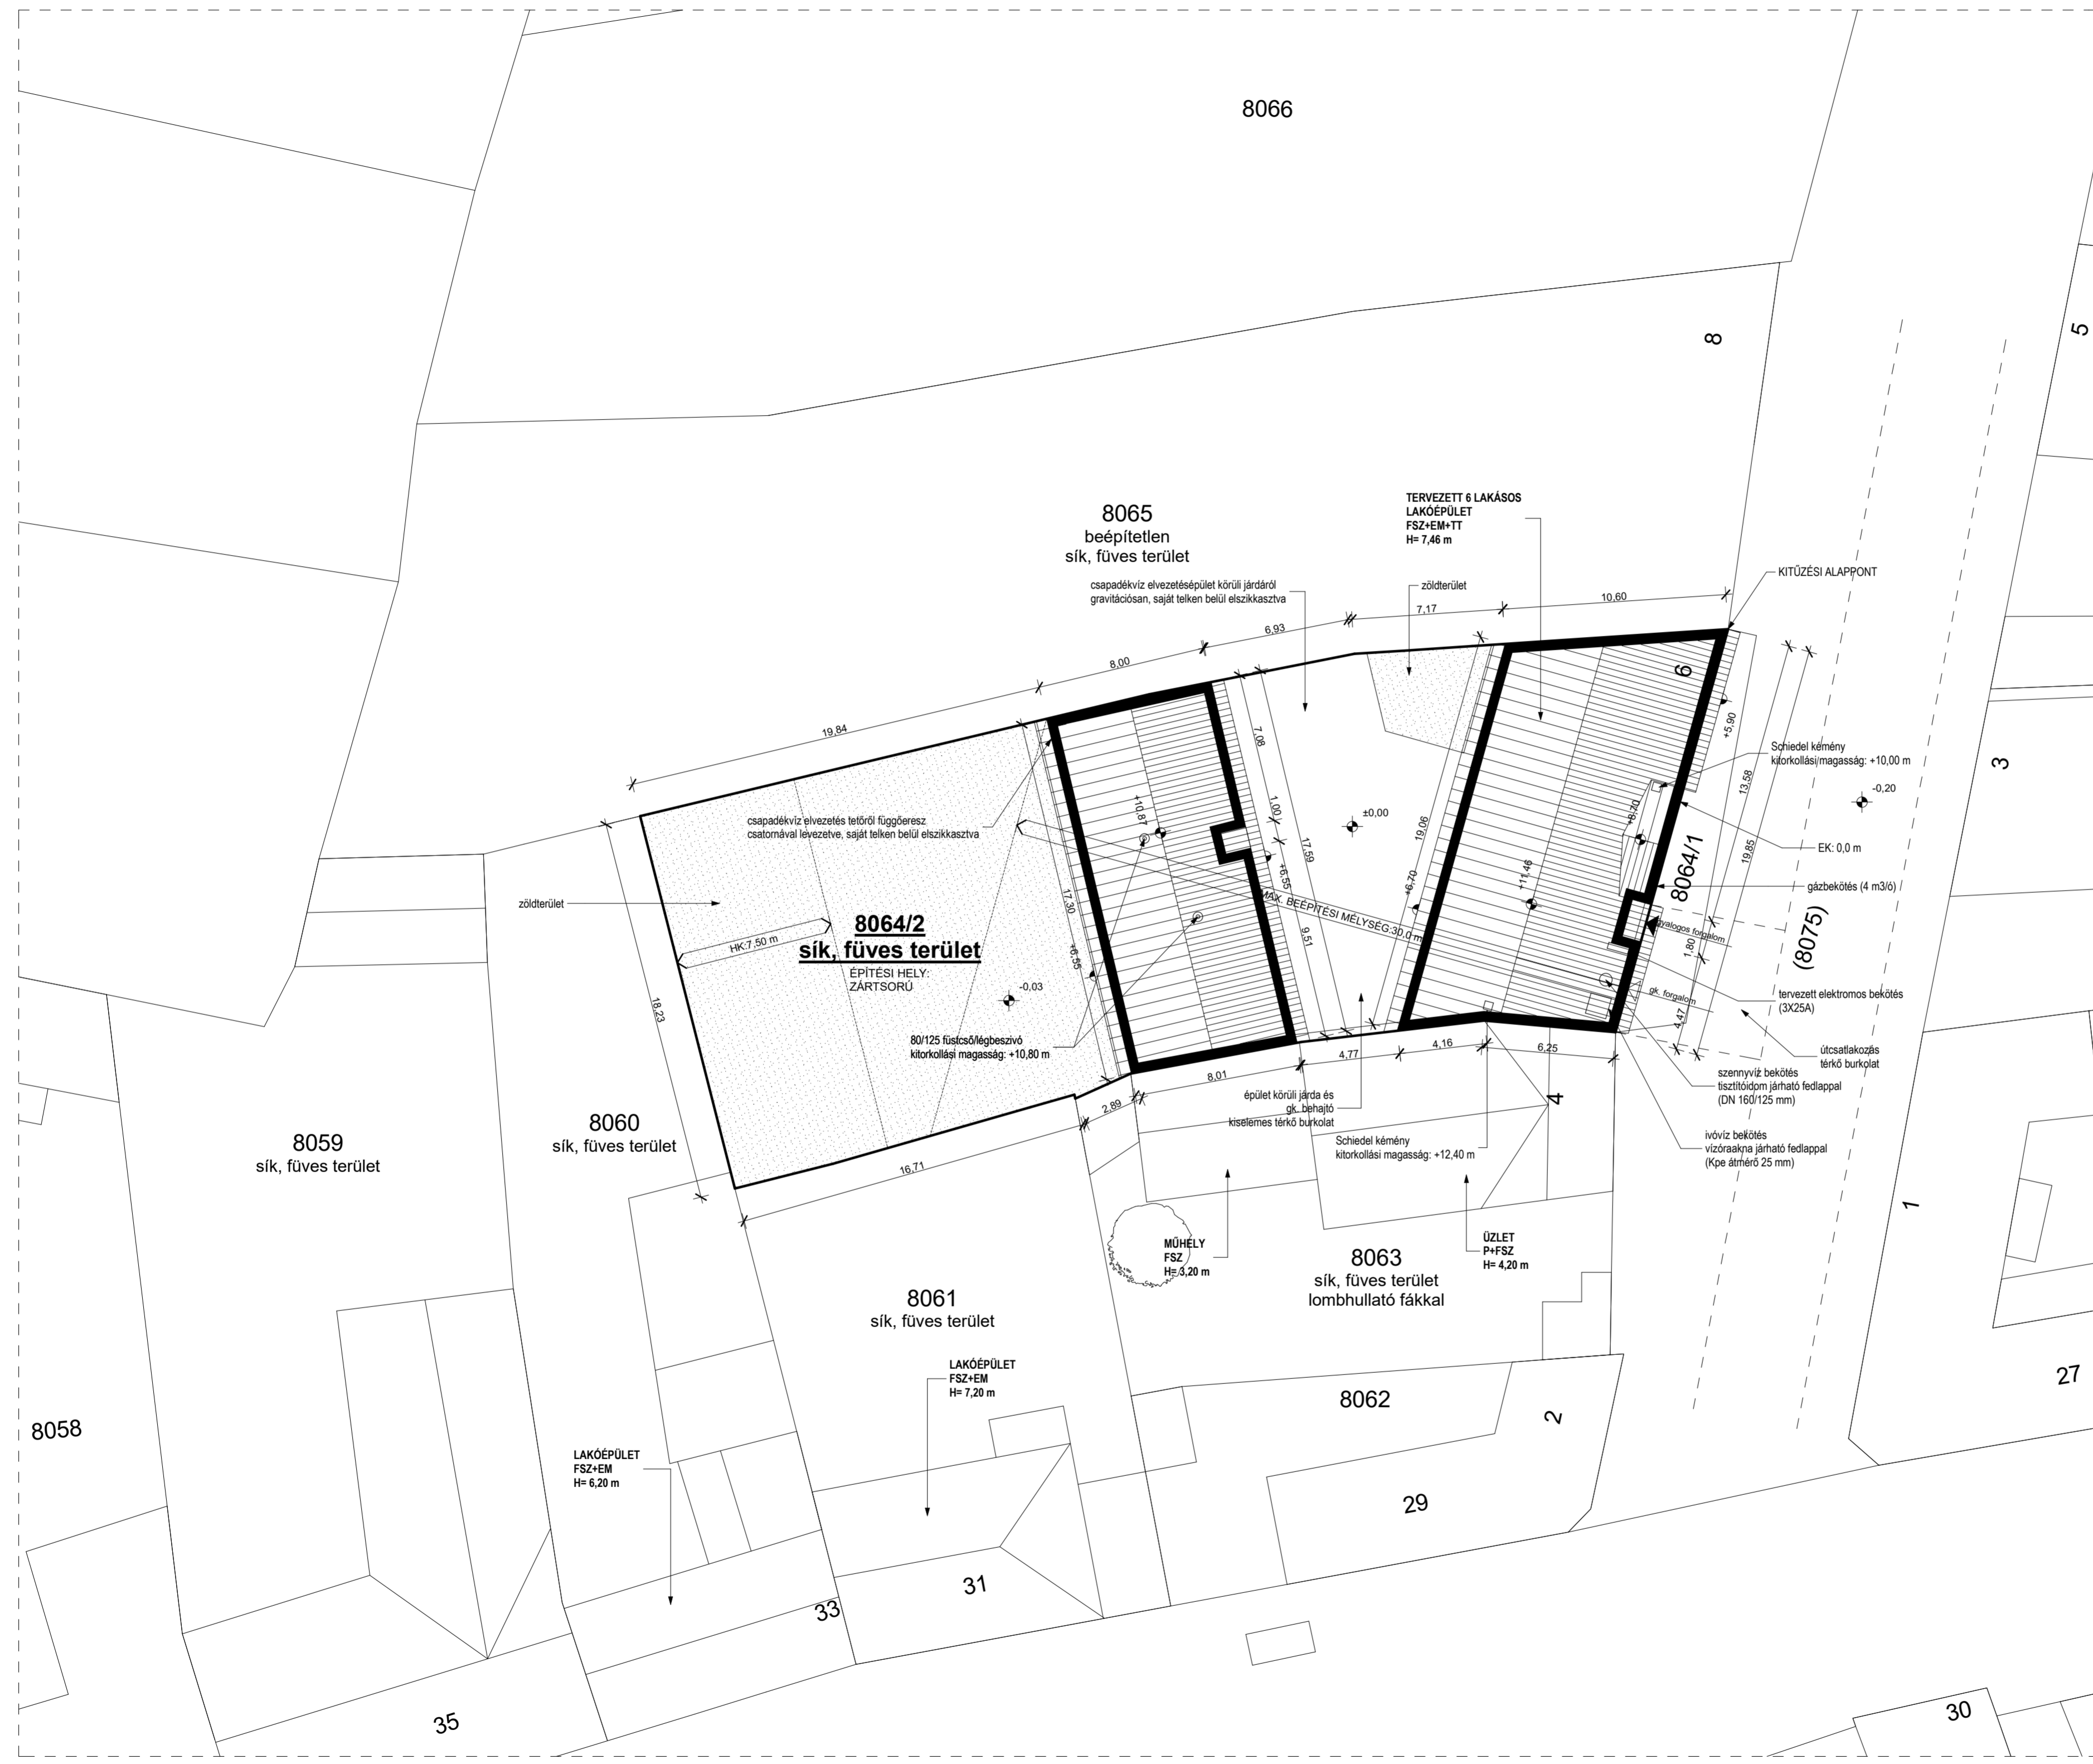 8066
8
5
8065
beépítetlen
sík, füves terület
TERVEZETT 6 LAKÁSOS
LAKÓÉPÜLET
FSZ+EM+TT
H= 7,46 m
csapadékvíz elvezetésépület körüli járdáról
gravitációsan, saját telken belül elszikkasztva
zöldterület
KITŰZÉSI ALAPPONT
10,60
7,17
6,93
8,00
19,84
6
+5,90
Schiedel kémény
kitorkollási magasság: +10,00 m
3
-0,20
13,58
19,85
7,08
1,00
17,59
+6,55
9,51
±0,00
19,06
+6,70
+8,70
+11,46
+10,87
csapadékvíz elvezetés tetőről függőeresz
csatornával levezetve, saját telken belül elszikkasztva
EK: 0,0 m
8064/1
gázbekötés (4 m3/ó)
zöldterület
17,30
+6,55
MAX. BEÉPÍTÉSI MÉLYSÉG:30,0 m
8064/2
sík, füves terület
ÉPÍTÉSI HELY:
ZÁRTSORÚ
HK:7,50 m
gyalogos forgalom
1,80
(8075)
-0,03
18,23
gk. forgalom
4,47
tervezett elektromos bekötés
(3X25A)
80/125 füstcső/légbeszívó
kitorkollási magasság: +10,80 m
útcsatlakozás
térkő burkolat
4,77
4,16
6,25
8,01
2,89
16,71
szennyvíz bekötés
tisztítóidom járható fedlappal
(DN 160/125 mm)
épület körüli járda és
gk. behajtó
kiselemes térkő burkolat
4
Schiedel kémény
kitorkollási magasság: +12,40 m
ivóvíz bekötés
vízóraakna járható fedlappal
(Kpe átmérő 25 mm)
8060
sík, füves terület
8059
sík, füves terület
1
MŰHELY
FSZ
H= 3,20 m
ÜZLET
P+FSZ
H= 4,20 m
8063
sík, füves terület
lombhullató fákkal
8061
sík, füves terület
LAKÓÉPÜLET
FSZ+EM
H= 7,20 m
27
8062
2
8058
LAKÓÉPÜLET
FSZ+EM
H= 6,20 m
29
31
33
35
30